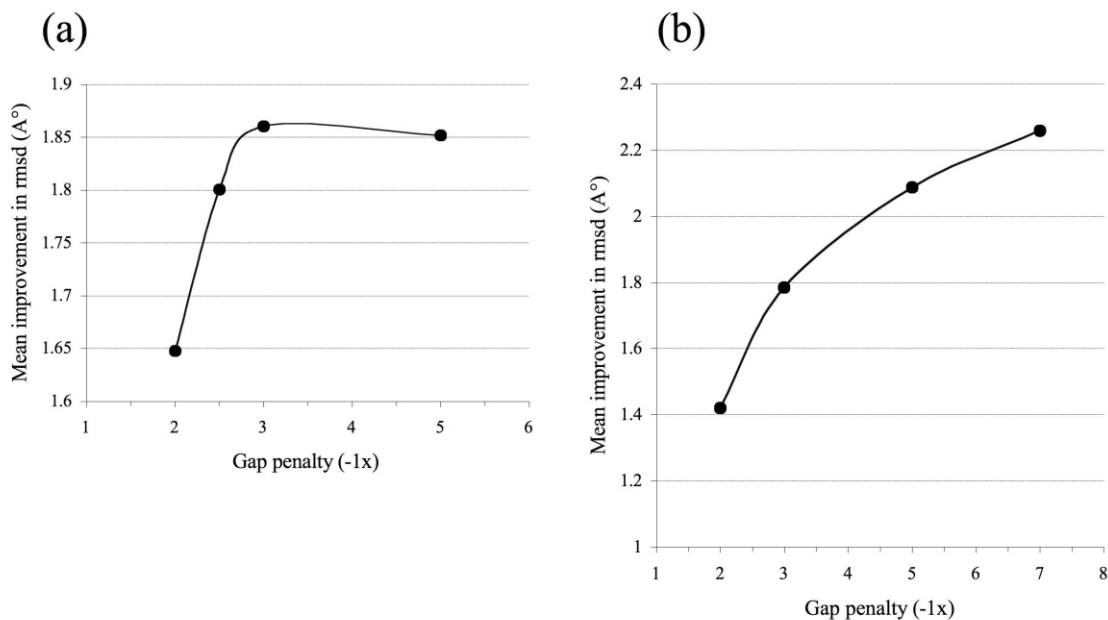 (a)
Mean improvement in rmsd (A°)
1.9
1.85
1.8
1.75
1.7
1.65
1.6
1 2 3 4 5 6
Gap penalty (-1x)
(b)
Mean improvement in rmsd (A°)
2.4
2.2
2
1.8
1.6
1.4
1.2
1
1 2 3 4 5 6 7 8
Gap penalty (-1x)